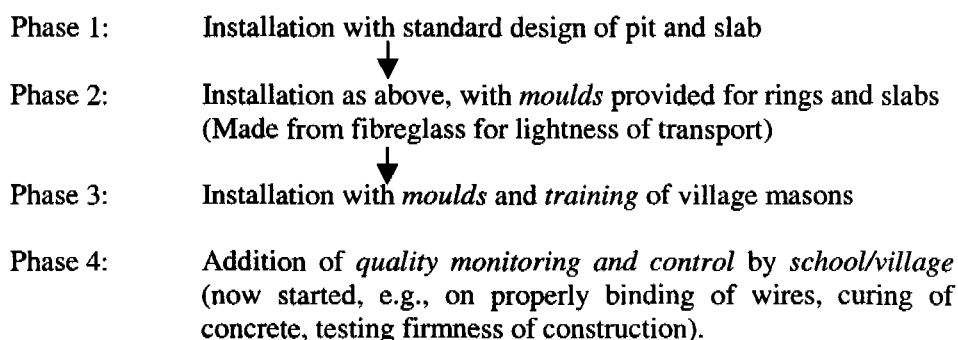 Phase 1: Installation with standard design of pit and slab
Phase 2: Installation as above, with moulds provided for rings and slabs
(Made from fibreglass for lightness of transport)
Phase 3: Installation with moulds and training of village masons
Phase 4: Addition of quality monitoring and control by school/village
(now started, e.g., on properly binding of wires, curing of
concrete, testing firmness of construction).